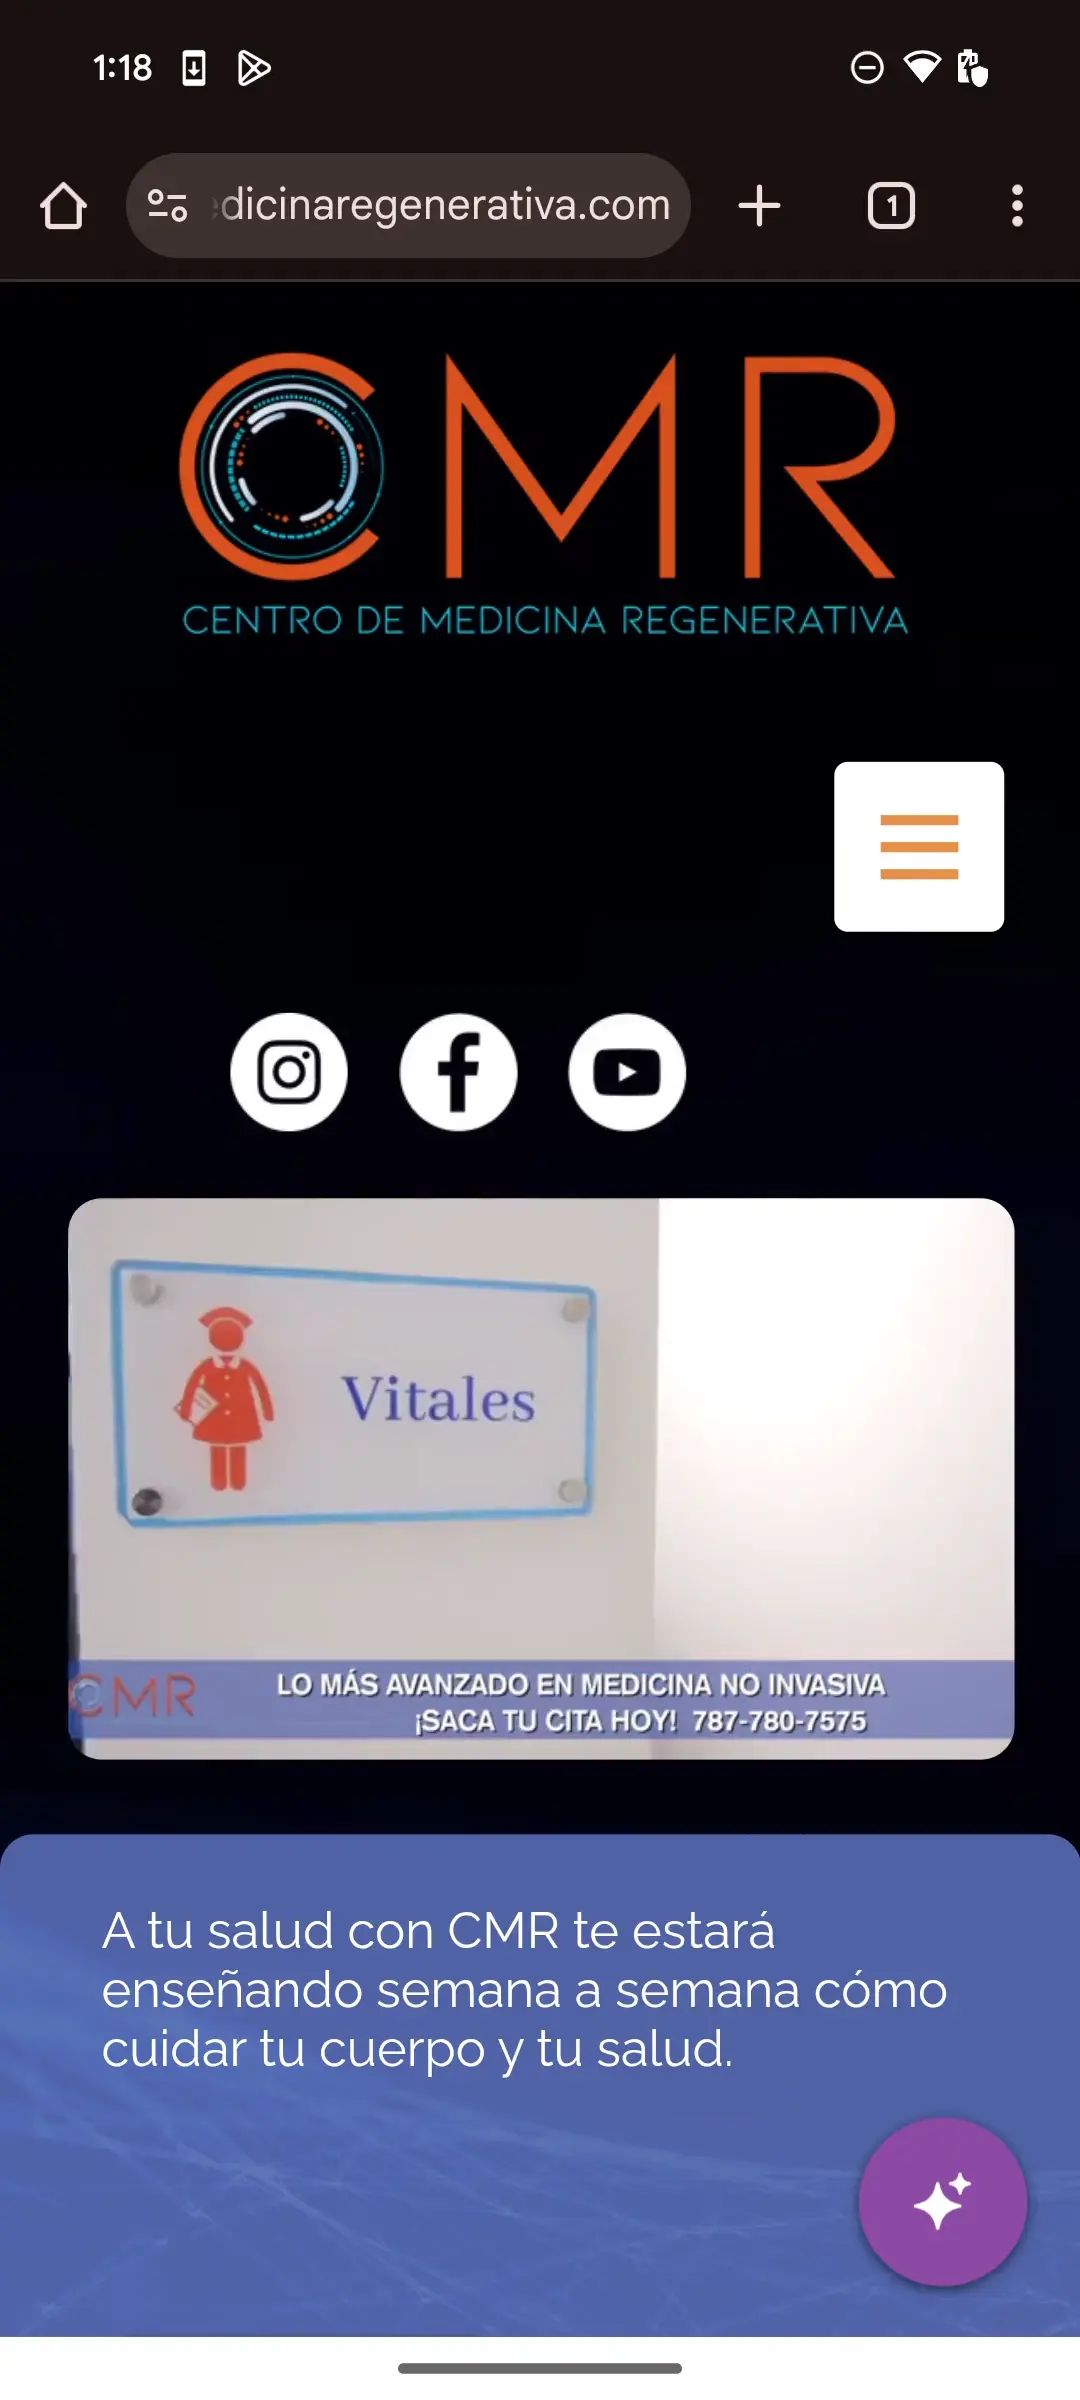 1:18
dicinaregenerativa.com
1
CMR
CENTRO DE MEDICINA REGENERATIVA
Vitales
CMR
LO MÁS AVANZADO EN MEDICINA NO INVASIVA
¡SACA TU CITA HOY! 787-780-7575
A tu salud con CMR te estará
enseñando semana a semana cómo
cuidar tu cuerpo y tu salud.